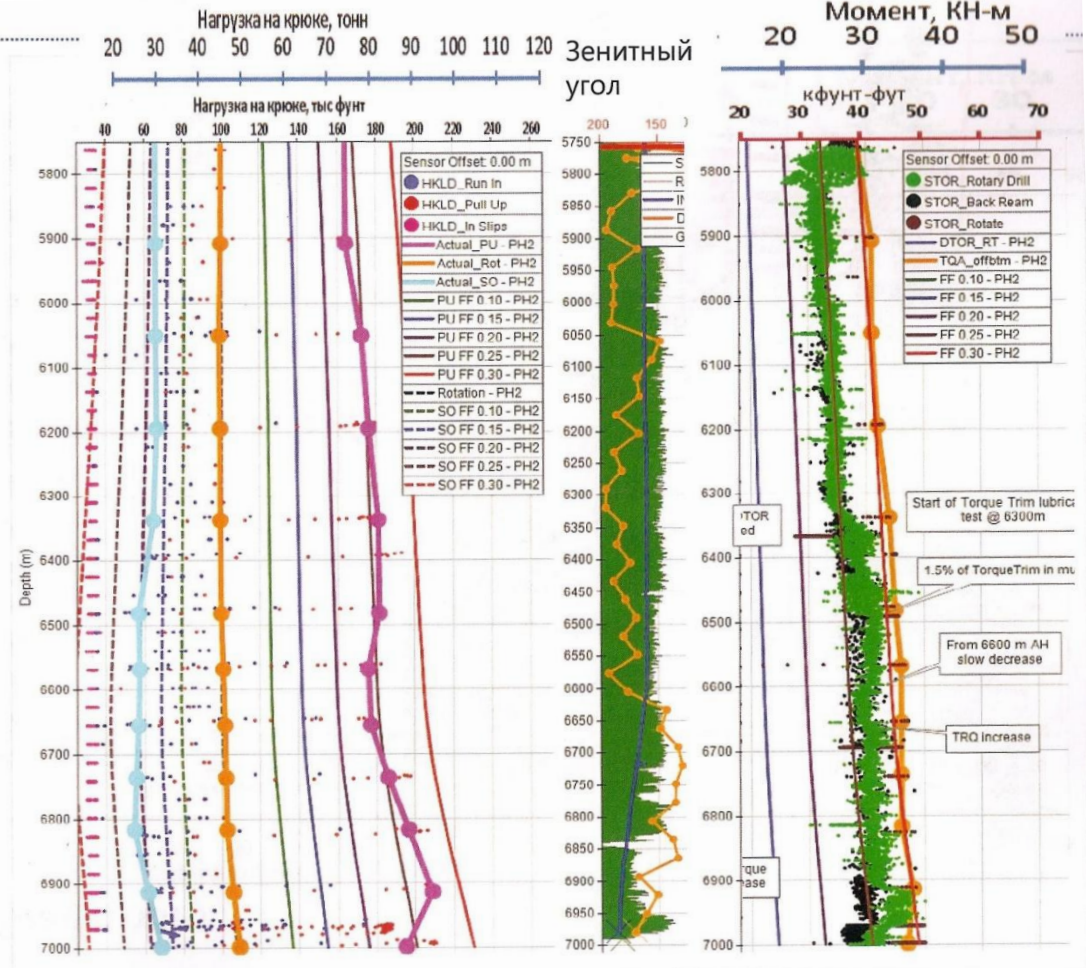 Нагрузка на крюке, тонн
20 30 40 50 60 70 80 90 100 110 120
Нагрузка на крюке, тыс фунт
40 60 80 100 120 140 160 180 200 220 240 260
Sensor Offset: 0.00 m
HKLD_Run In
HKLD_Pull Up
HKLD_In Slips
Actual_PU - PH2
Actual_Rot - PH2
Actual_SO - PH2
PU FF 0.10 - PH2
PU FF 0.15 - PH2
PU FF 0.20 - PH2
PU FF 0.25 - PH2
PU FF 0.30 - PH2
Rotation - PH2
SO FF 0.10 - PH2
SO FF 0.15 - PH2
SO FF 0.20 - PH2
SO FF 0.25 - PH2
SO FF 0.30 - PH2
Depth (m)
5800
5900
6000
6100
6200
6300
6400
6500
6600
6700
6800
6900
7000
Зенитный
угол
200 150
S
R
D
G
5750
5800
5850
5900
5950
6000
6050
6100
6150
6200
6250
6300
6350
6400
6450
6500
6550
6650
6700
6750
6800
6850
6900
6950
7000
Момент, КН-м
20 30 40 50
кфунт-фут
20 30 40 50 60 70
Sensor Offset: 0.00 m
STOR_Rotary Drill
STOR_Back Ream
STOR_Rotate
DTOR_RT - PH2
TQA_offbtm - PH2
FF 0.10 - PH2
FF 0.15 - PH2
FF 0.20 - PH2
FF 0.25 - PH2
FF 0.30 - PH2
5800
5900
6000
6100
6200
6300
6400
6500
6600
6700
6800
6900
7000
Start of Torque Trim lubrica
test @ 6300m
TOR
ed
1.5% of TorqueTrim in mu
From 6600 m AH
slow decrease
TRQ increase
rque
ase